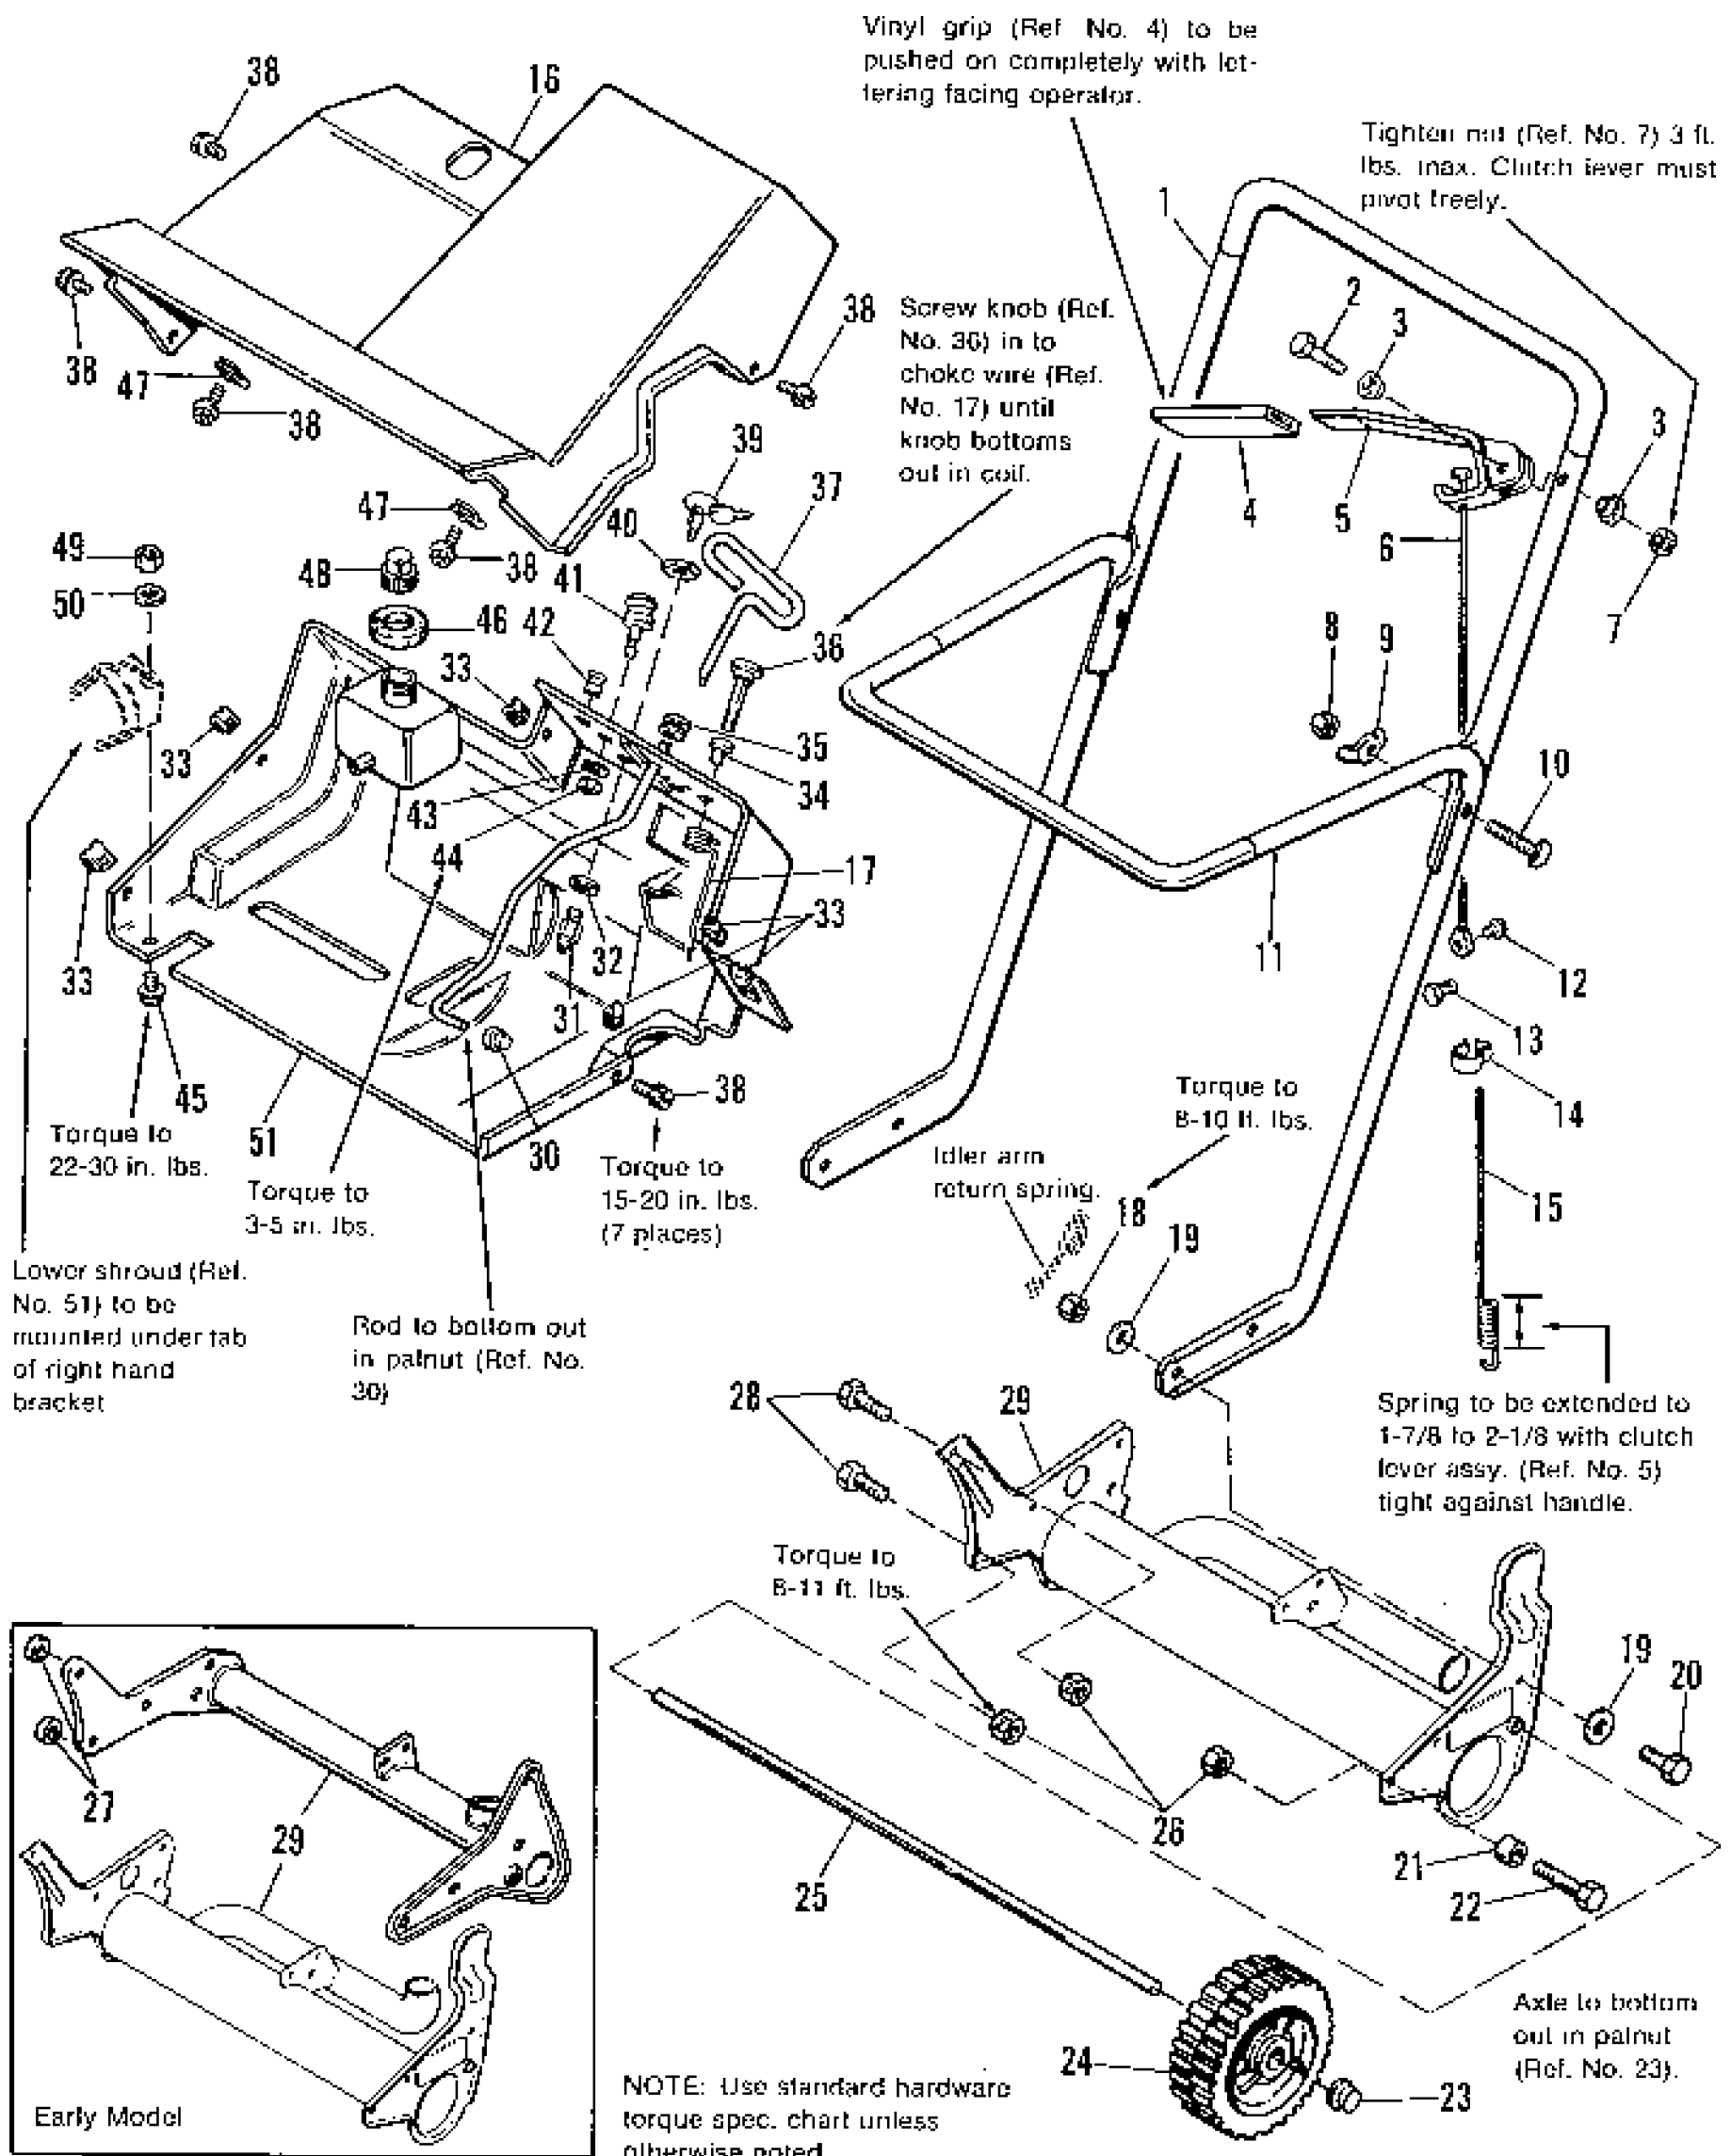 Vinyl grip (Ref No. 4) to be
pushed on completely with let-
tering facing operator.
Tighten nut (Ref. No. 7) 3 ft.
lbs. max. Clutch lever must
pivot freely.
38
16
1
2
3
38
Screw knob (Ref.
No. 36) in to
choke wire (Ref.
No. 17) until
knob bottoms
out in coil.
38
47
38
39
37
4
5
3
6
7
47
38
40
41
49
50
48
46
42
33
36
8
9
10
33
35
34
43
44
17
33
33
32
31
11
12
13
14
45
51
30
38
Torque to
22-30 in. lbs.
Torque to
3-5 in. lbs.
Torque to
15-20 in. lbs.
(7 places)
Torque to
8-10 ft. lbs.
Idler arm
return spring.
18
19
15
Lower shroud (Ref.
No. 51) to be
mounted under tab
of right hand
bracket
Rod to bottom out
in palnut (Ref. No.
30)
28
29
Spring to be extended to
1-7/8 to 2-1/8 with clutch
lever assy. (Ref. No. 5)
tight against handle.
Torque to
8-11 ft. lbs.
19
20
27
29
26
21
22
25
Early Model
24
23
Axle to bottom
out in palnut
(Ref. No. 23).
NOTE: Use standard hardware
torque spec. chart unless
otherwise noted